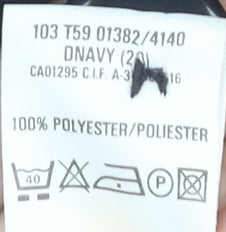 103 T59 01382/4140
DNAVY
CA01295 C.I.F.
100% POLYESTER/POLIESTER
40
P